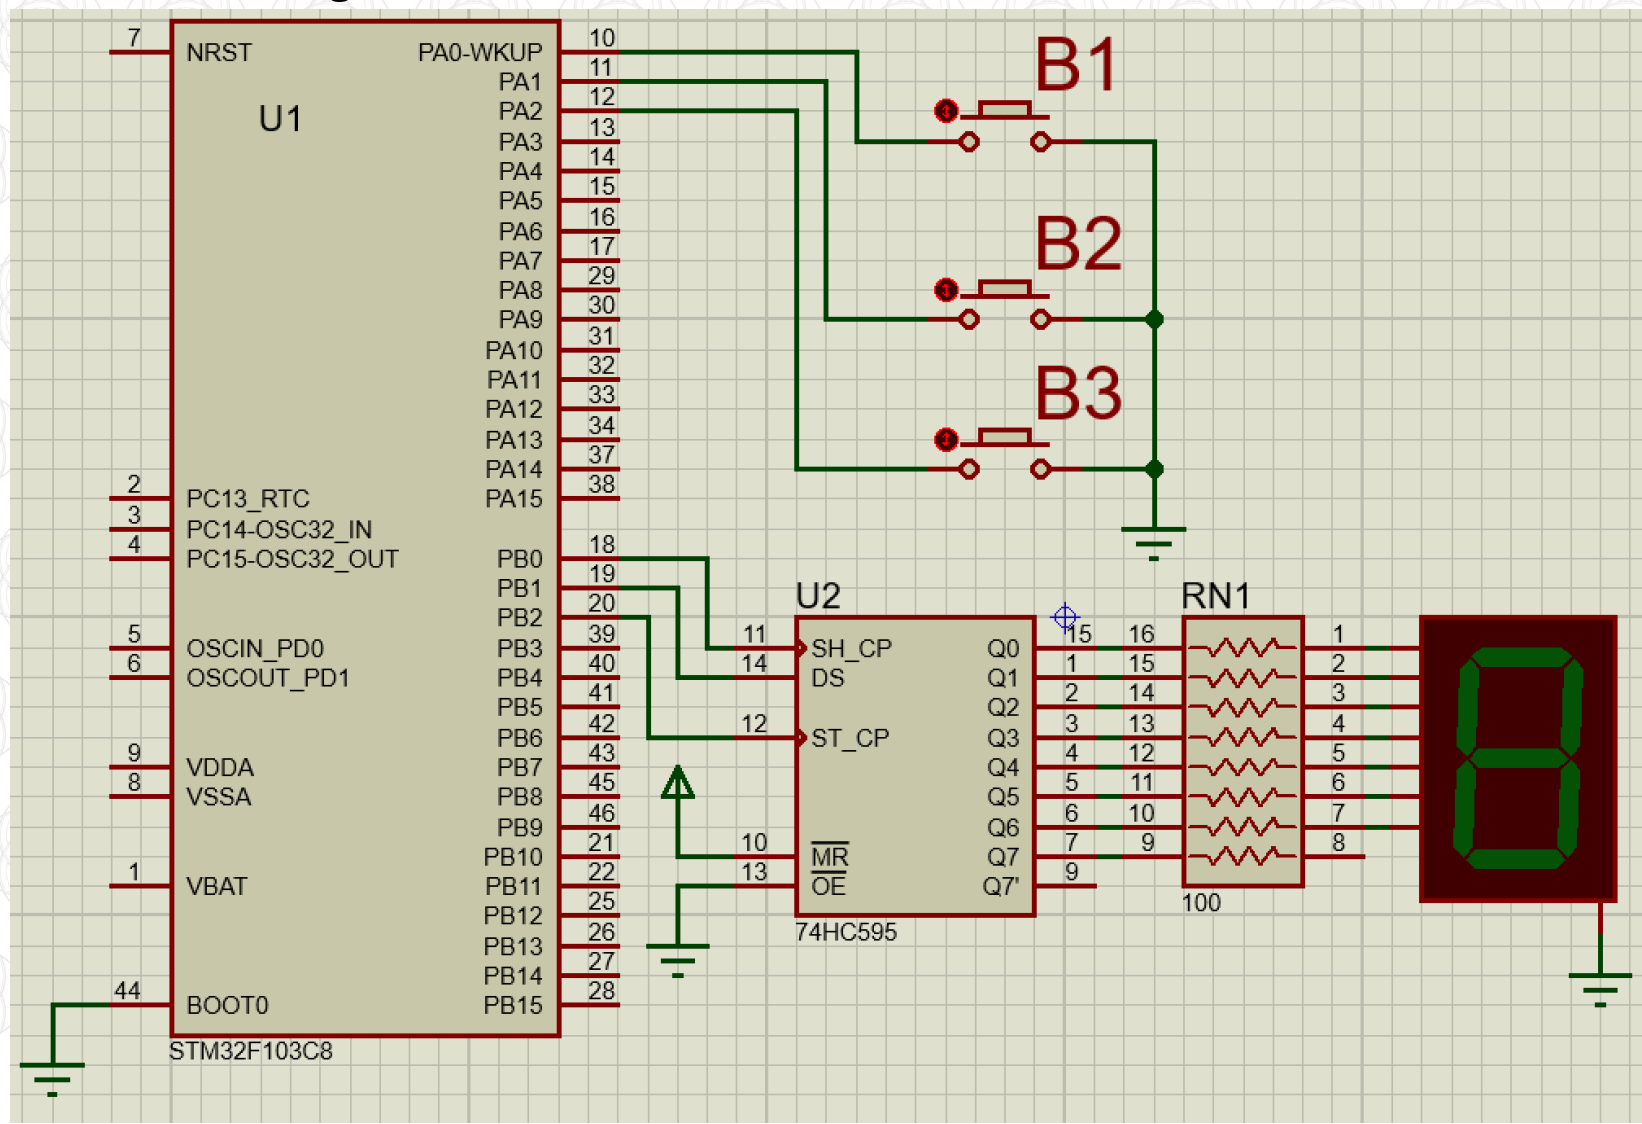 U1
7 NRST
2 PC13_RTC
3 PC14-OSC32_IN
4 PC15-OSC32_OUT
5 OSCIN_PD0
6 OSCOUT_PD1
9 VDDA
8 VSSA
1 VBAT
44 BOOT0
PA0-WKUP 10
PA1 11
PA2 12
PA3 13
PA4 14
PA5 15
PA6 16
PA7 17
PA8 29
PA9 30
PA10 31
PA11 32
PA12 33
PA13 34
PA14 37
PA15 38
PB0 18
PB1 19
PB2 20
PB3 39
PB4 40
PB5 41
PB6 42
PB7 43
PB8 45
PB9 46
PB10 21
PB11 22
PB12 25
PB13 26
PB14 27
PB15 28
STM32F103C8
B1
B2
B3
U2
11 SH_CP
14 DS
12 ST_CP
10 MR
13 OE
Q0 15
Q1 1
Q2 2
Q3 3
Q4 4
Q5 5
Q6 6
Q7 7
Q7' 9
74HC595
RN1
16 1
15 2
14 3
13 4
12 5
11 6
10 7
9 8
100